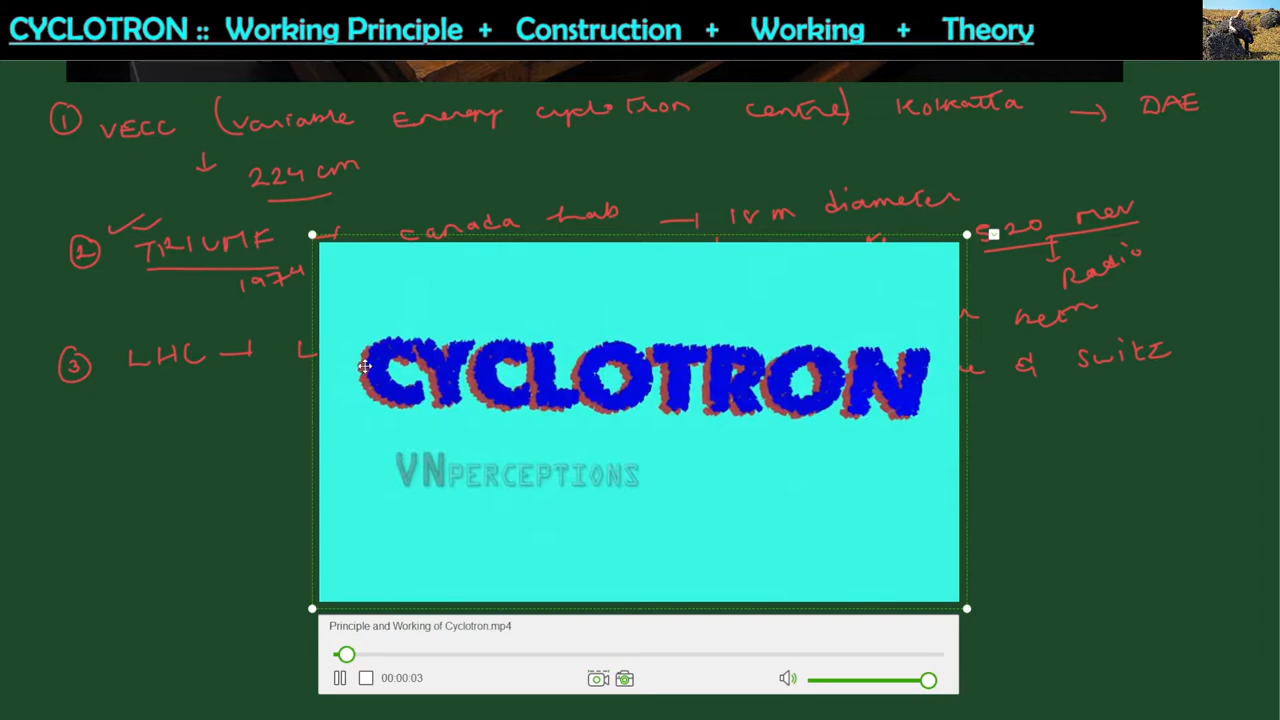 CYCLOTRON :: Working Principle + Construction + Working + Theory
① VECC (Variable Energy cyclotron centre) Kolkatta → DAE
↓ 224 cm
② TRIUMF Canada Lab → 18 m diameter 520 mev
1974 Radio
③ LHC → L & Switz
CYCLOTRON
VNPERCEPTIONS
Principle and Working of Cyclotron.mp4
00:00:03